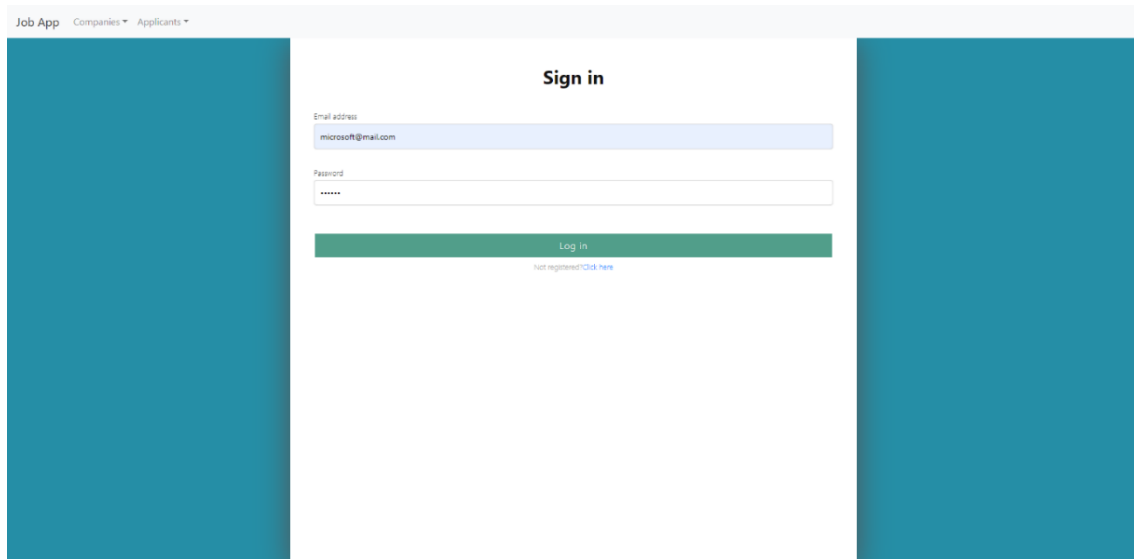 Job App Companies Applicants
Sign in
Email address
microsoft@mail.com
Password
••••••
Log in
Not registered?Click here